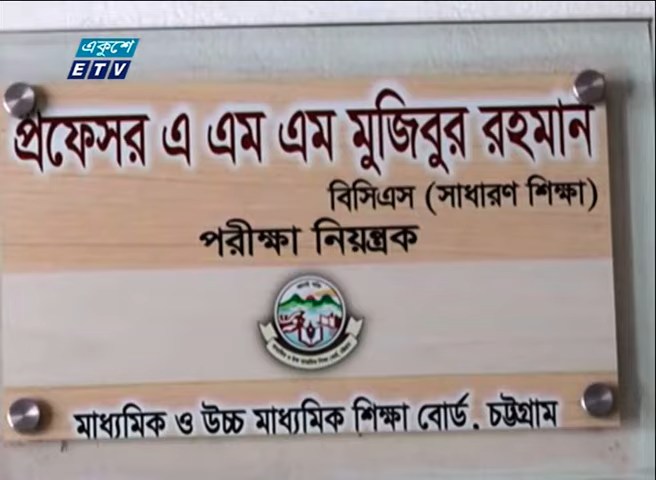 একুশে
ETV
প্রফেসর এ এম এম মুজিবুর রহমান
বিসিএস (সাধারণ শিক্ষা)
পরীক্ষা নিয়ন্ত্রক
মাধ্যমিক ও উচ্চ মাধ্যমিক শিক্ষা বোর্ড. চট্টগ্রাম